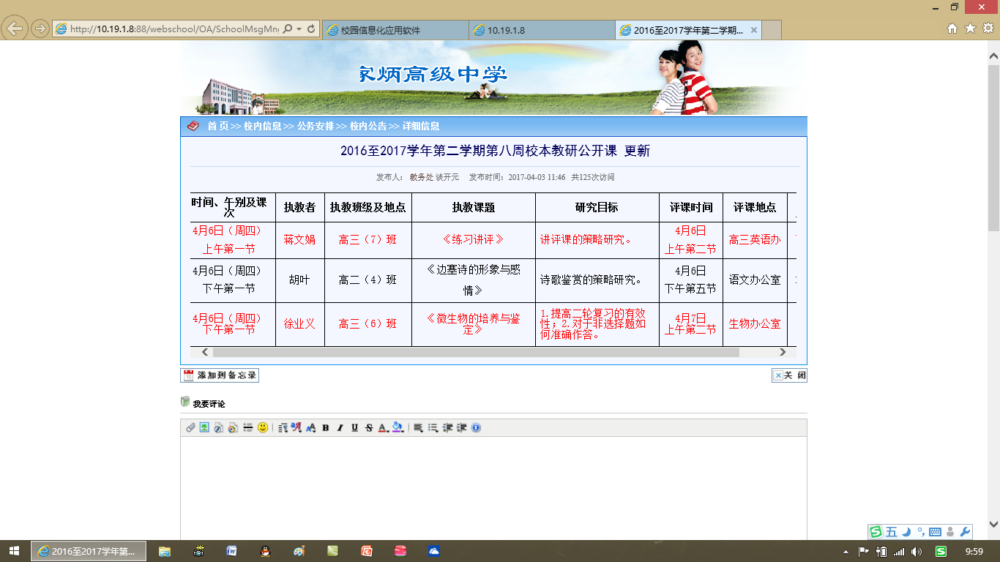 http://10.19.1.8:88/webschool/OA/SchoolMsgMn
校园信息化应用软件
10.19.1.8
2016至2017学年第二学期...
炳高级中学
首 页>> 校内信息>> 公务安排>> 校内公告>> 详细信息
2016至2017学年第二学期第八周校本教研公开课 更新
发布人： 教务处 谈开元 发布时间：2017-04-03 11:46 共125次访问
时间、午别及课
次
执教者
执教班级及地点
执教课题
研究目标
评课时间
评课地点
4月6日（周四）
上午第一节
蒋文娟
高三（7）班
《练习讲评》
讲评课的策略研究。
4月6日
上午第二节
高三英语办
4月6日（周四）
下午第一节
胡叶
高二（4）班
《边塞诗的形象与感
情》
诗歌鉴赏的策略研究。
4月6日
下午第五节
语文办公室
4月6日（周四）
下午第一节
徐业义
高三（6）班
《微生物的培养与鉴
定》
1.提高二轮复习的有效
性；2.对于非选择题如
何准确作答。
4月7日
上午第二节
生物办公室
添加到备忘录
关 闭
我要评论
B I U S A
五
2016至2017学年第...
9:59